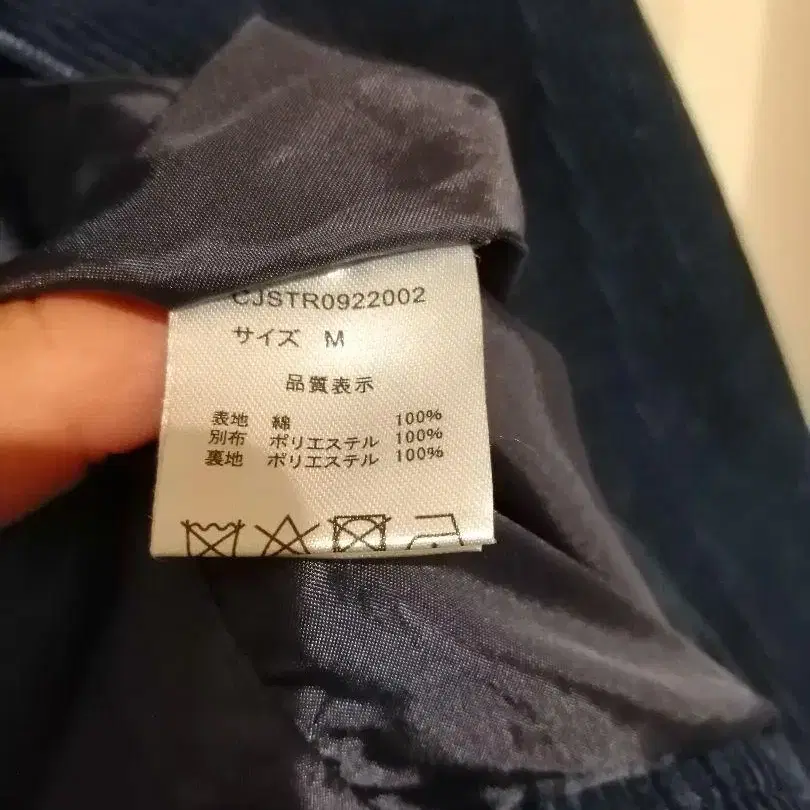 CJSTR0922002
サイズ M
品質表示
表地 綿 100%
別布 ポリエステル 100%
裏地 ポリエステル 100%